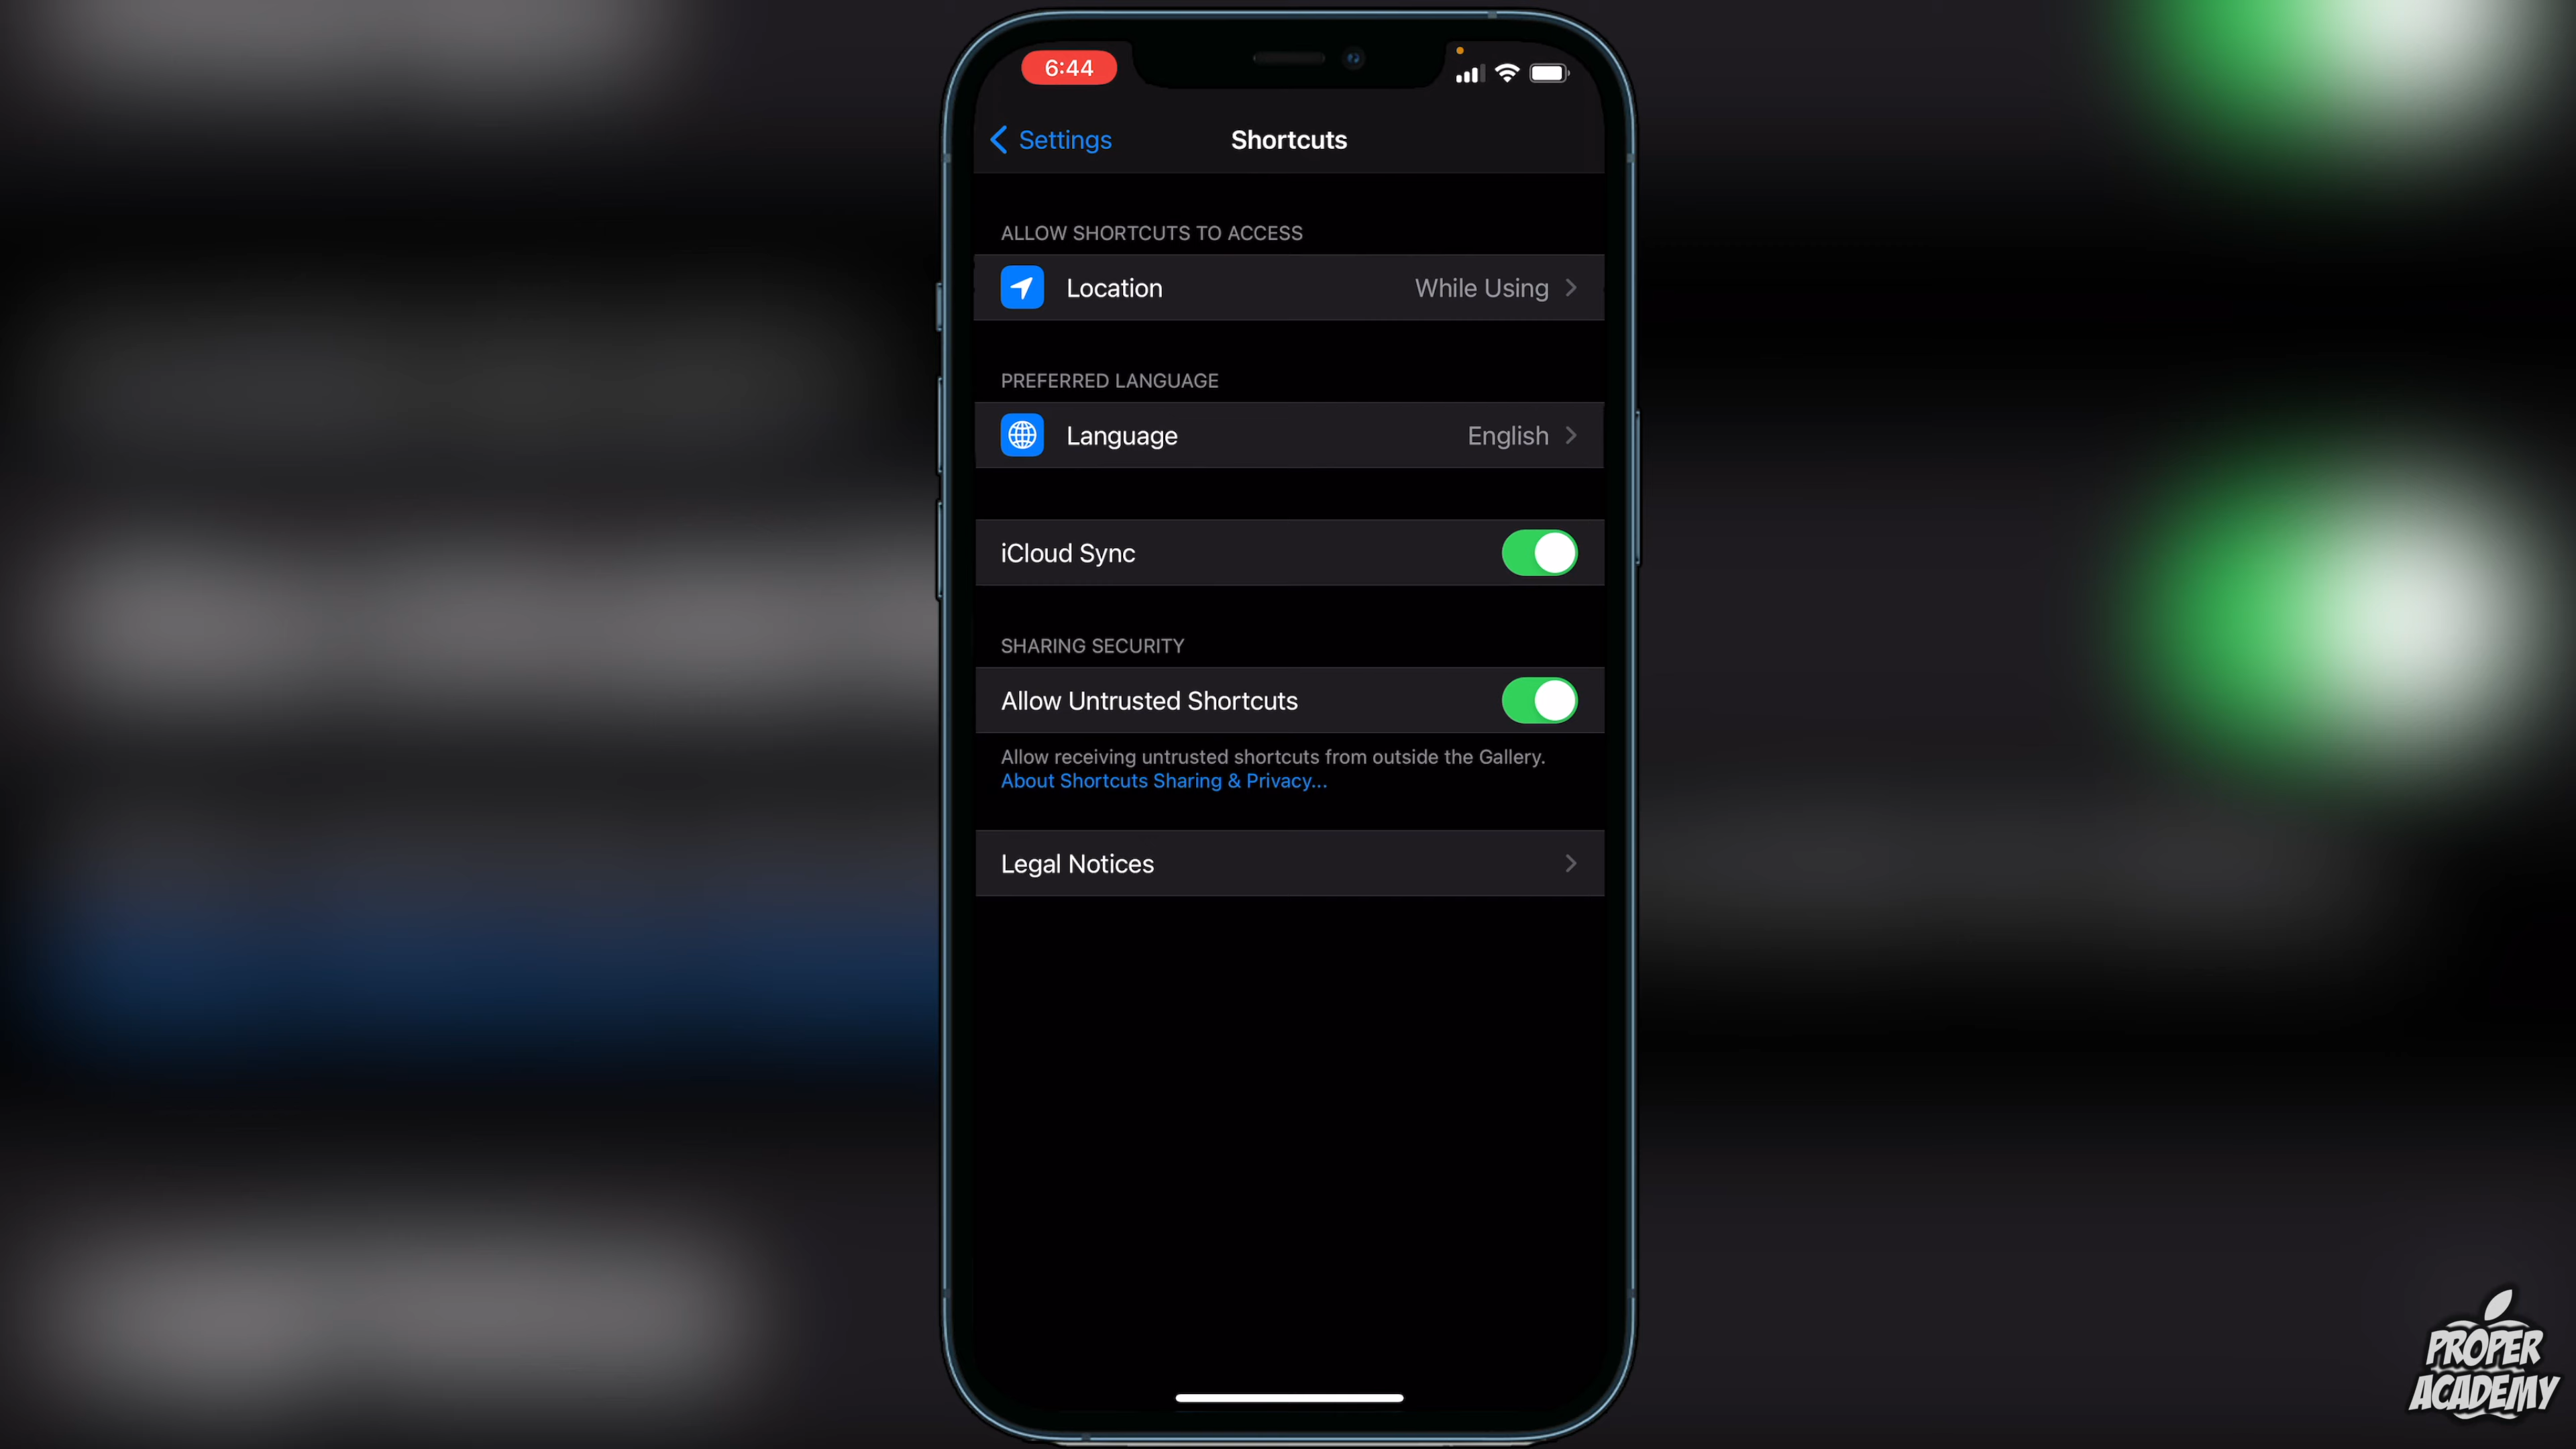 6:44
Settings
Shortcuts
ALLOW SHORTCUTS TO ACCESS
Location
While Using
PREFERRED LANGUAGE
Language
English
iCloud Sync
SHARING SECURITY
Allow Untrusted Shortcuts
Allow receiving untrusted shortcuts from outside the Gallery.
About Shortcuts Sharing & Privacy...
Legal Notices
PROPER
ACADEMY